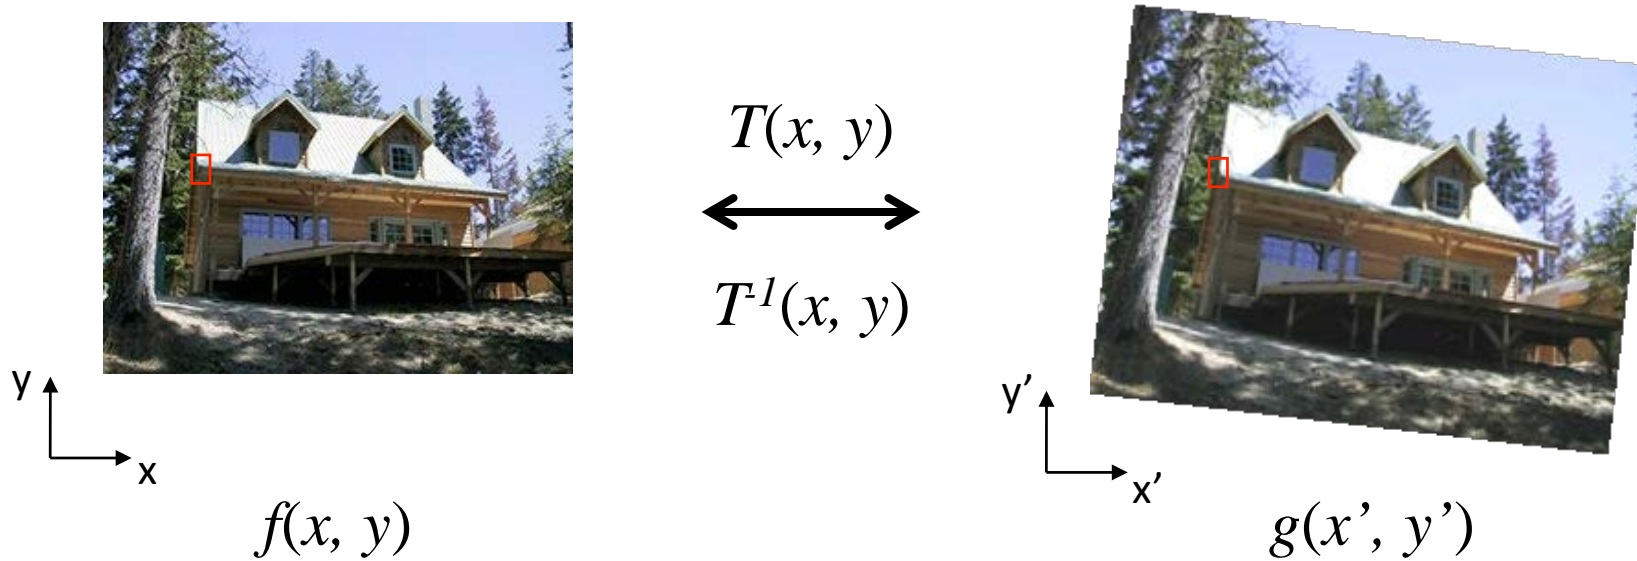 T(x, y)
T⁻¹(x, y)
y
x
f(x, y)
y’
x’
g(x’, y’)